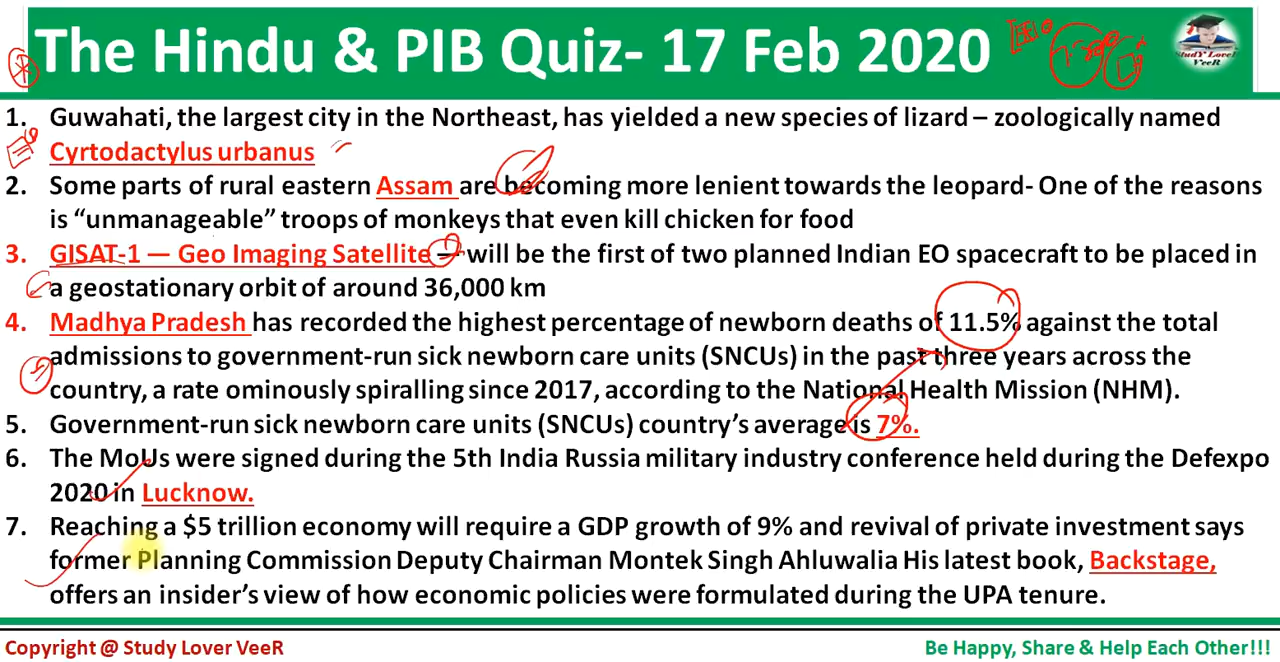 The Hindu & PIB Quiz- 17 Feb 2020
StudY LoveR
VeeR
1. Guwahati, the largest city in the Northeast, has yielded a new species of lizard – zoologically named
Cyrtodactylus urbanus
2. Some parts of rural eastern Assam are becoming more lenient towards the leopard- One of the reasons
is “unmanageable” troops of monkeys that even kill chicken for food
3. GISAT-1 — Geo Imaging Satellite – will be the first of two planned Indian EO spacecraft to be placed in
a geostationary orbit of around 36,000 km
4. Madhya Pradesh has recorded the highest percentage of newborn deaths of 11.5% against the total
admissions to government-run sick newborn care units (SNCUs) in the past three years across the
country, a rate ominously spiralling since 2017, according to the National Health Mission (NHM).
5. Government-run sick newborn care units (SNCUs) country’s average is 7%.
6. The MoUs were signed during the 5th India Russia military industry conference held during the Defexpo
2020 in Lucknow.
7. Reaching a $5 trillion economy will require a GDP growth of 9% and revival of private investment says
former Planning Commission Deputy Chairman Montek Singh Ahluwalia His latest book, Backstage,
offers an insider’s view of how economic policies were formulated during the UPA tenure.
Copyright @ Study Lover VeeR
Be Happy, Share & Help Each Other!!!